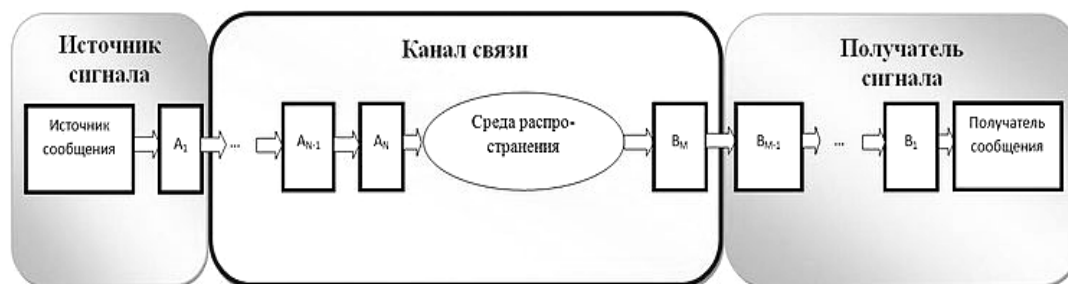 Источник
сигнала
Канал связи
Получатель
сигнала
Источник
сообщения
A1
...
AN-1
AN
Среда распро-
странения
BM
BM-1
...
B1
Получатель
сообщения